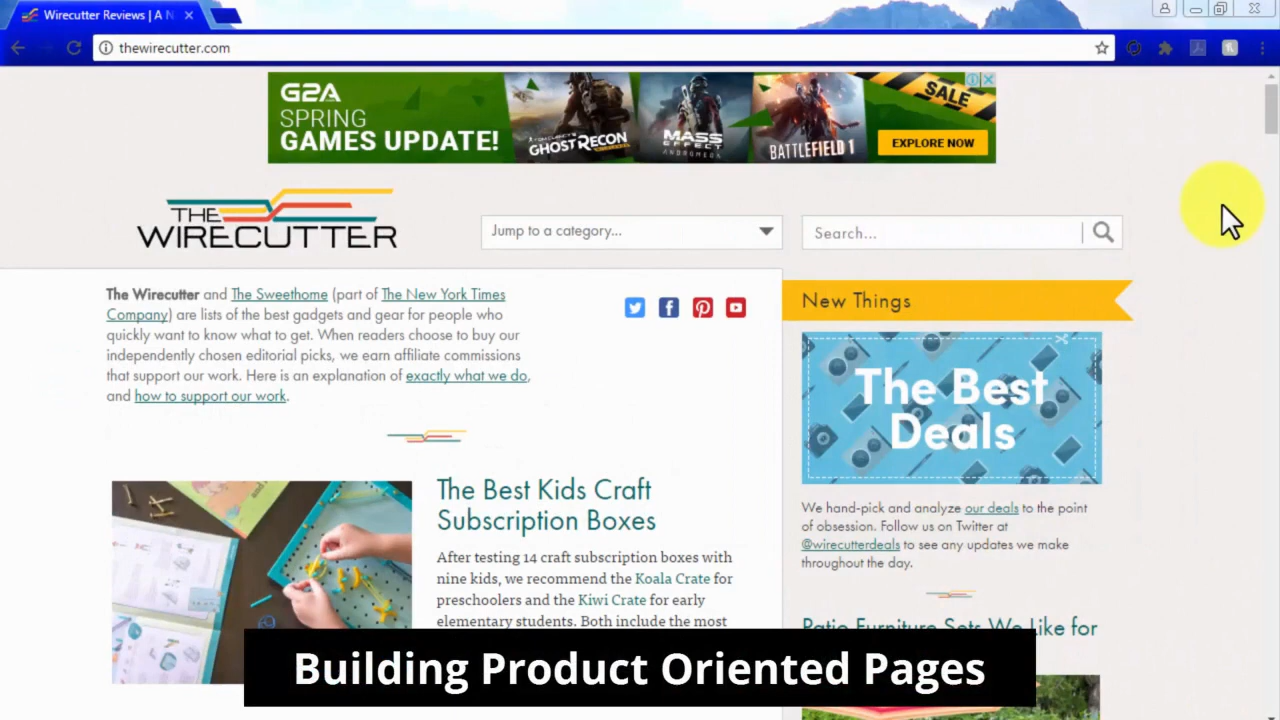 Wirecutter Reviews | A N
thewirecutter.com
G2A
SPRING
GAMES UPDATE!
GHOST RECON
MASS
EFFECT
ANDROMEDA
BATTLEFIELD 1
SALE
EXPLORE NOW
THE
WIRECUTTER
Jump to a category...
Search...
The Wirecutter and The Sweethome (part of The New York Times
Company) are lists of the best gadgets and gear for people who
quickly want to know what to get. When readers choose to buy our
independently chosen editorial picks, we earn affiliate commissions
that support our work. Here is an explanation of exactly what we do,
and how to support our work.
New Things
The Best
Deals
We hand-pick and analyze our deals to the point
of obsession. Follow us on Twitter at
@wirecutterdeals to see any updates we make
throughout the day.
The Best Kids Craft
Subscription Boxes
After testing 14 craft subscription boxes with
nine kids, we recommend the Koala Crate for
preschoolers and the Kiwi Crate for early
elementary students. Both include the most
Patio Furniture Sets We Like for
Building Product Oriented Pages